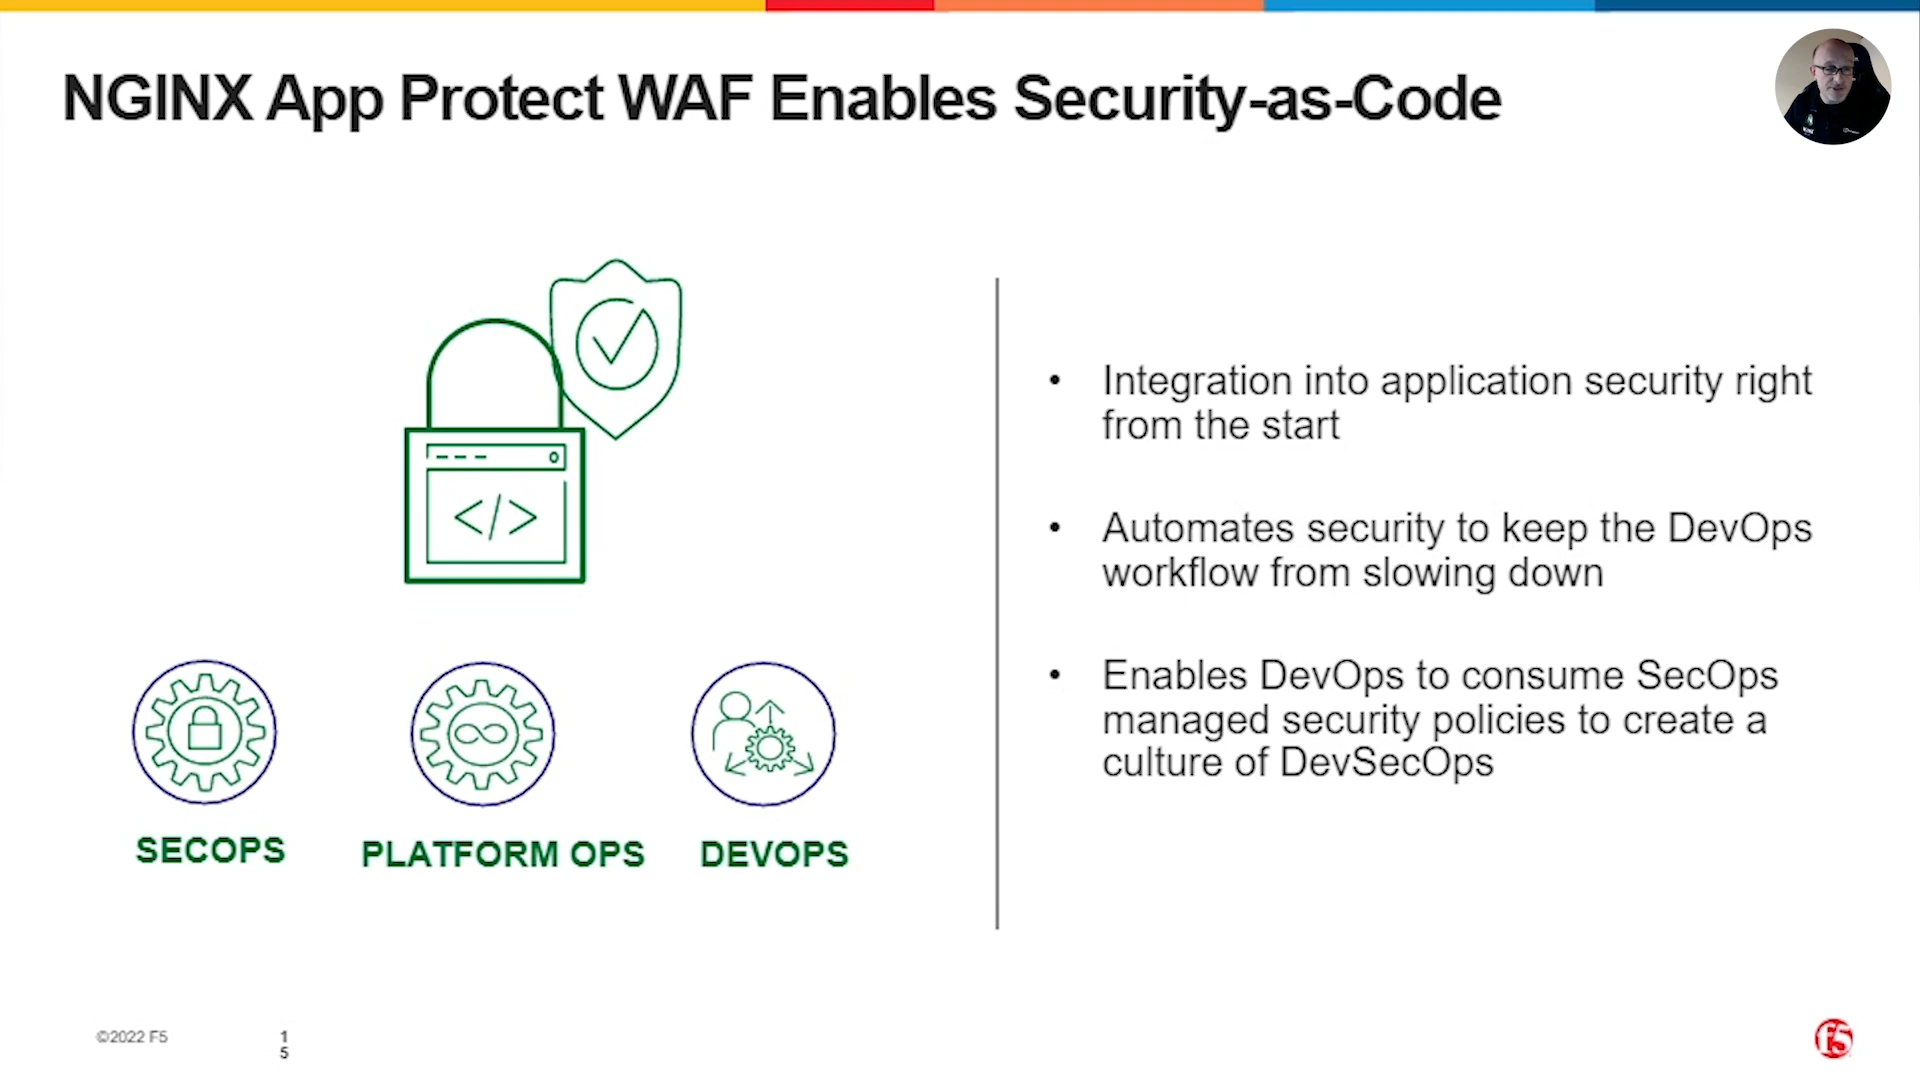 NGINX App Protect WAF Enables Security-as-Code
</>
• Integration into application security right
from the start
• Automates security to keep the DevOps
workflow from slowing down
• Enables DevOps to consume SecOps
managed security policies to create a
culture of DevSecOps
SECOPS
PLATFORM OPS
DEVOPS
©2022 F5
1
5
f5